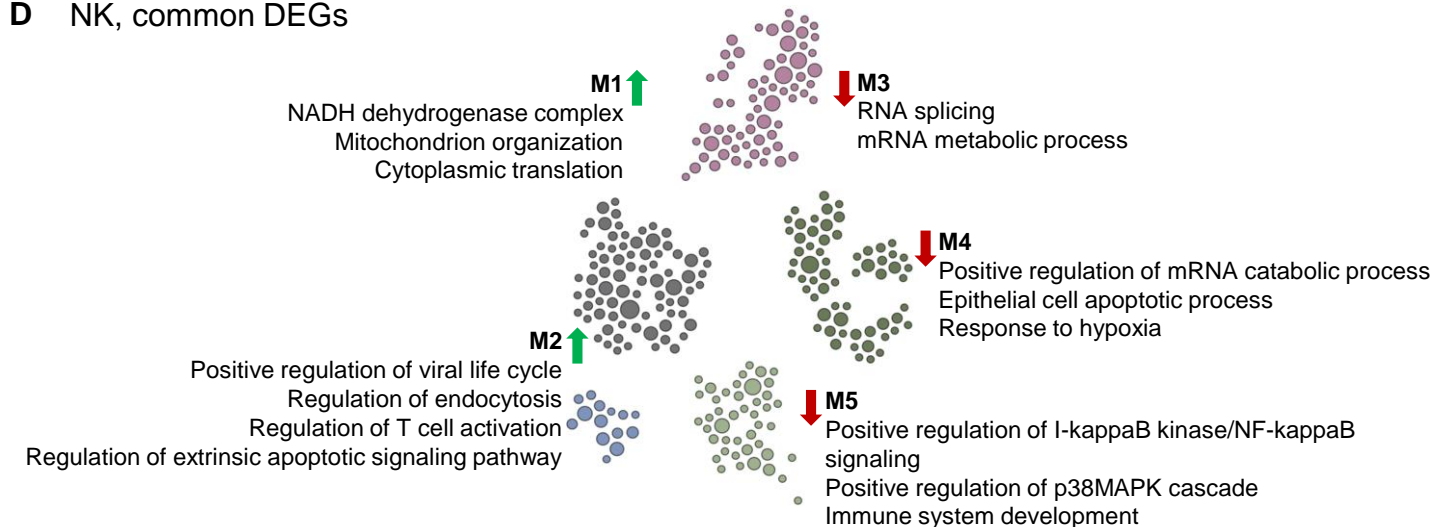 D NK, common DEGs
M1
NADH dehydrogenase complex
Mitochondrion organization
Cytoplasmic translation
M3
RNA splicing
mRNA metabolic process
M4
Positive regulation of mRNA catabolic process
Epithelial cell apoptotic process
Response to hypoxia
M2
Positive regulation of viral life cycle
Regulation of endocytosis
Regulation of T cell activation
Regulation of extrinsic apoptotic signaling pathway
M5
Positive regulation of I-kappaB kinase/NF-kappaB
signaling
Positive regulation of p38MAPK cascade
Immune system development